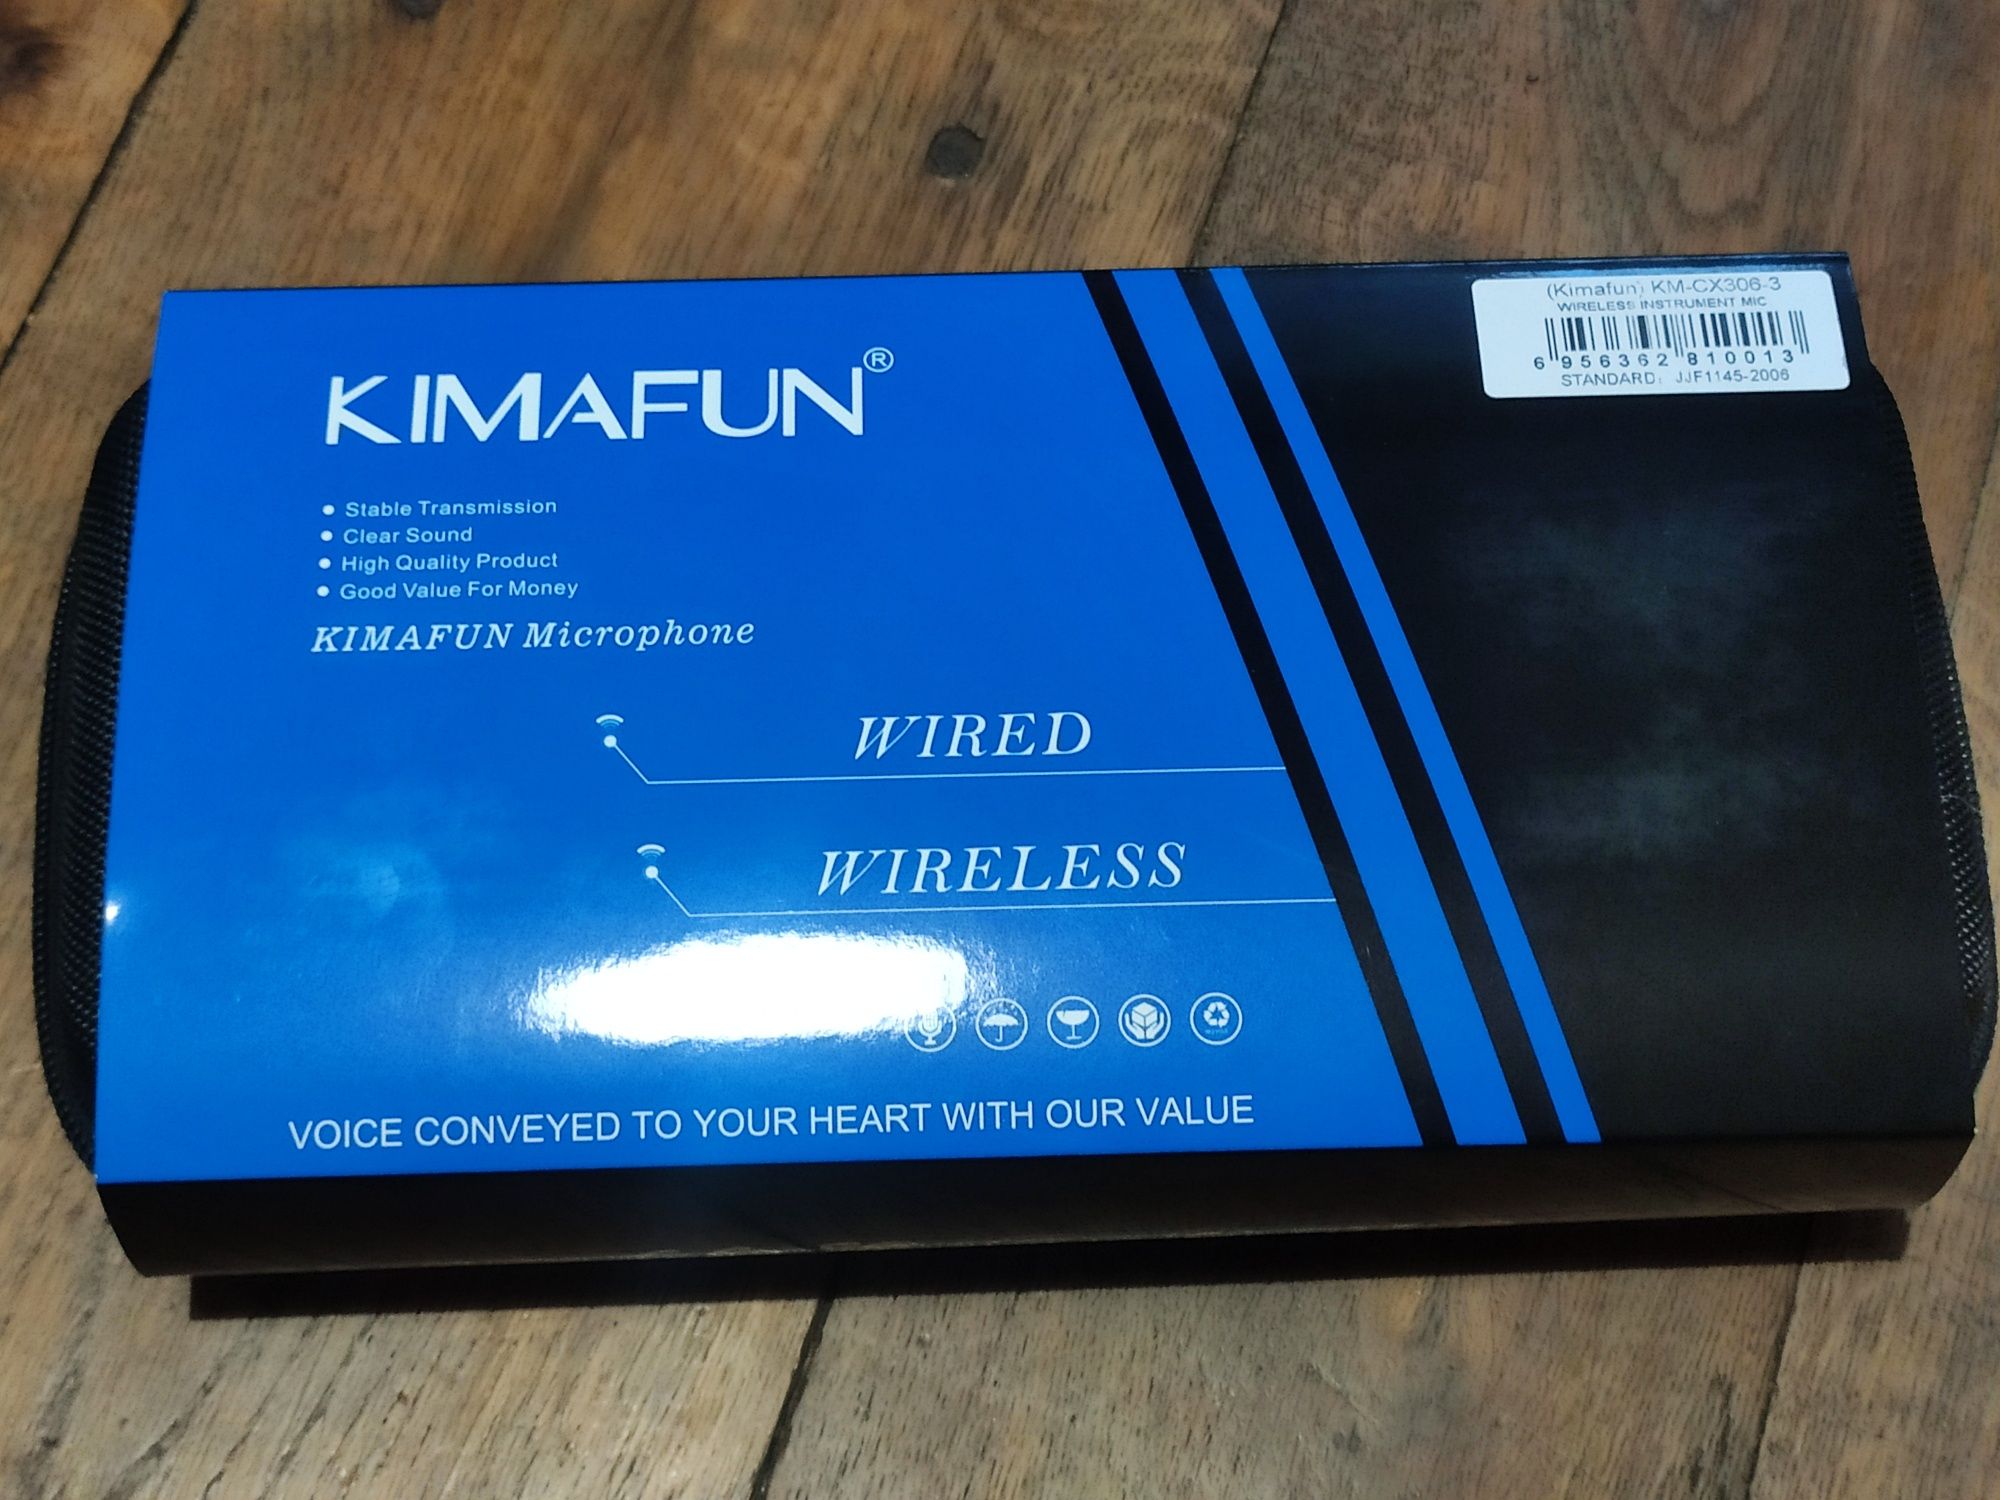 (Kimafun) KM-CX306-3
WIRELESS INSTRUMENT MIC
6 956362 810013
STANDARD: JJF1145-2006
KIMAFUN®
Stable Transmission
Clear Sound
High Quality Product
Good Value For Money
KIMAFUN Microphone
WIRED
WIRELESS
VOICE CONVEYED TO YOUR HEART WITH OUR VALUE